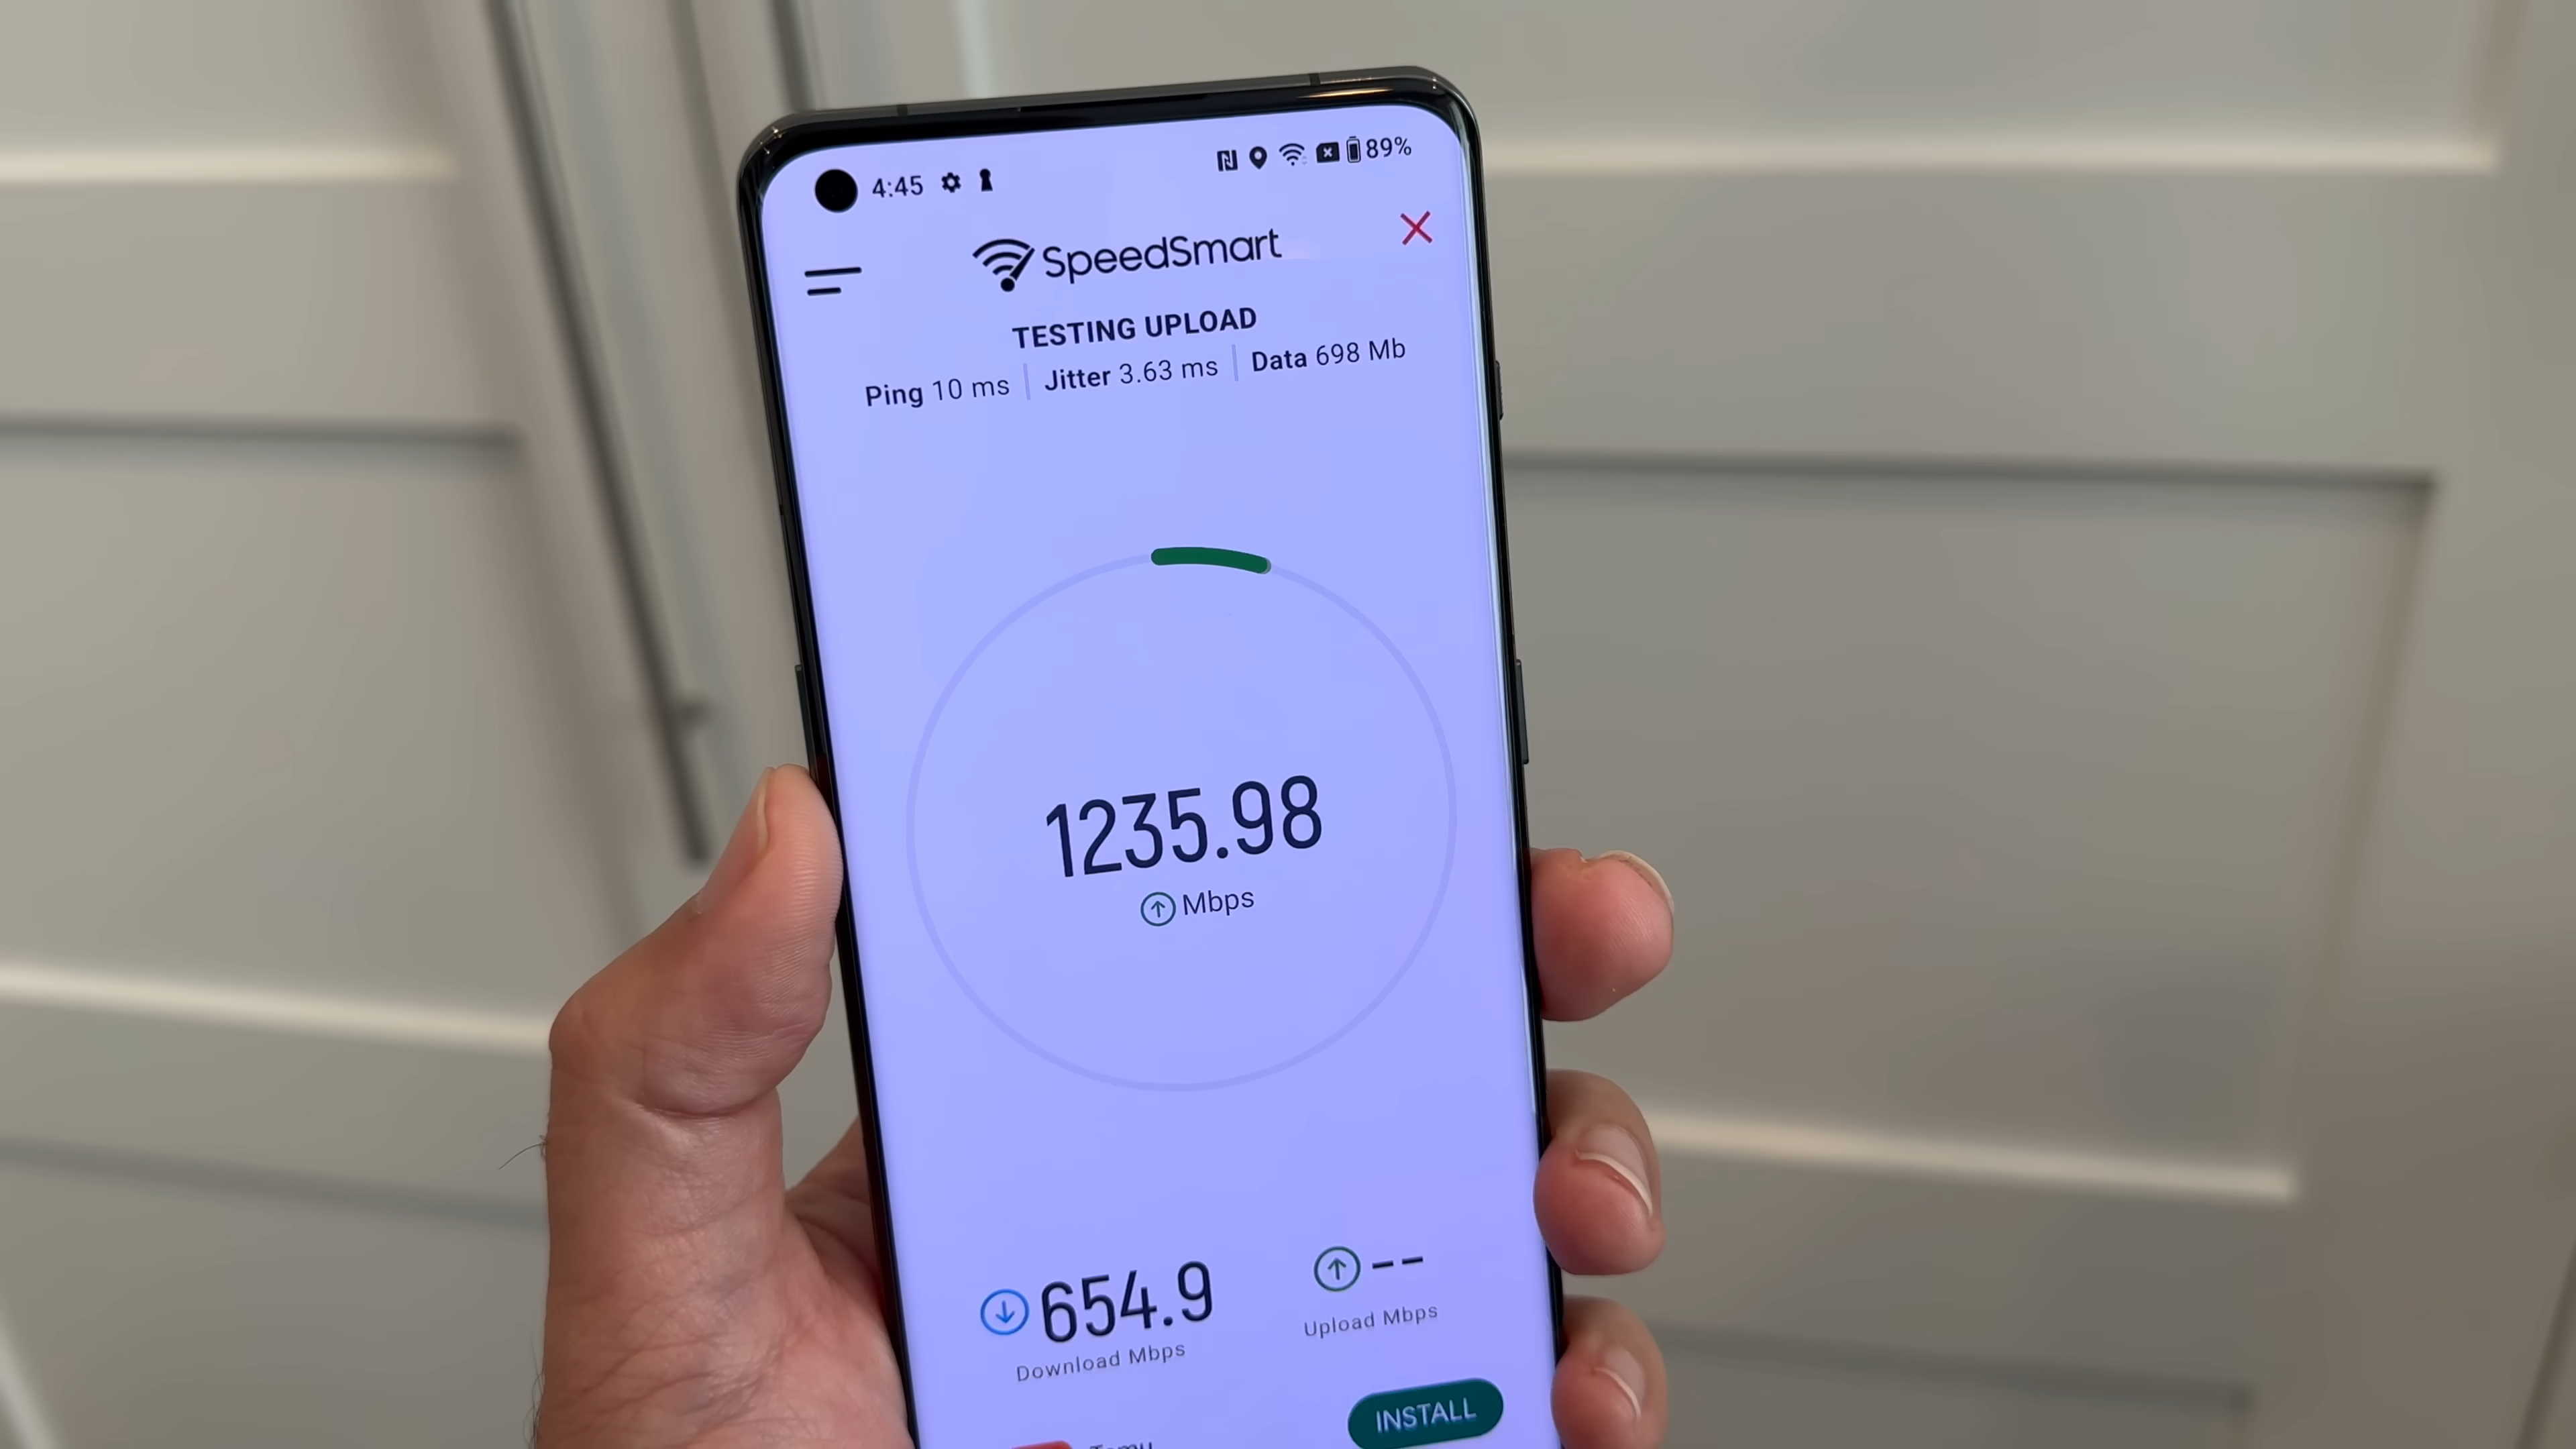 4:45 89%
SpeedSmart
TESTING UPLOAD
Ping 10 ms Jitter 3.63 ms Data 698 Mb
1235.98
Mbps
654.9 --
Download Mbps Upload Mbps
INSTALL
Temu